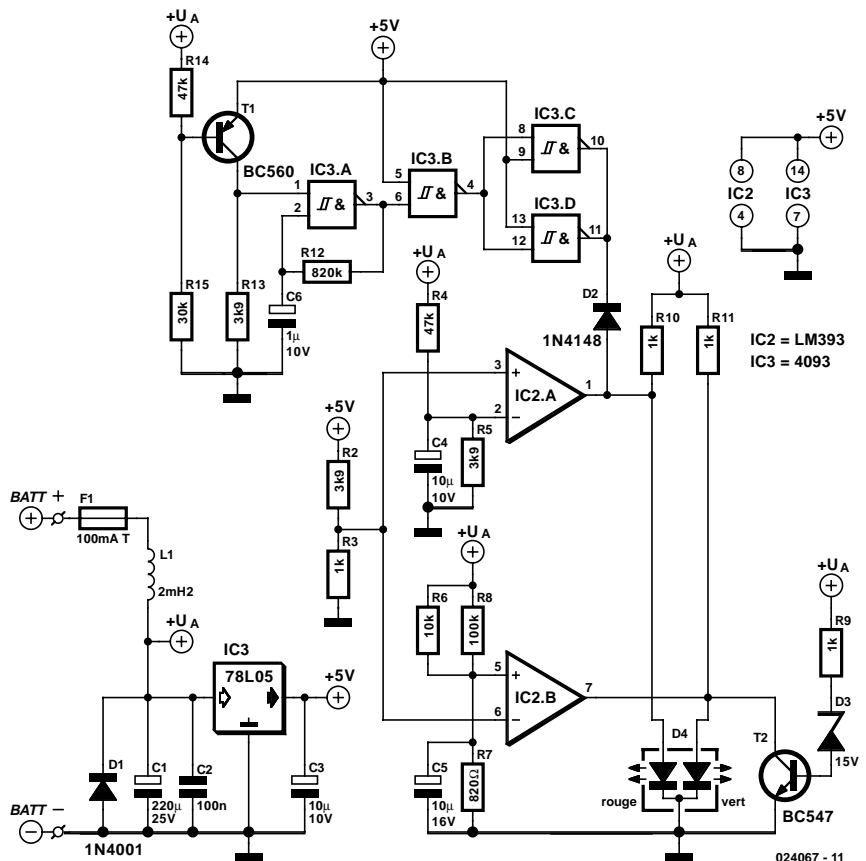 +U A
+5V
R14
47k
T1
BC560
IC3.A
1
2
3
&
IC3.B
5
6
4
&
IC3.C
8
9
10
&
IC3.D
13
12
11
&
+5V
8
14
IC2
IC3
4
7
R15
30k
R13
3k9
R12
820k
C6
1µ
10V
+U A
R4
47k
D2
1N4148
+U A
R10
1k
R11
1k
IC2 = LM393
IC3 = 4093
3
+
IC2.A
1
2
–
+5V
R2
3k9
R3
1k
C4
10µ
10V
R5
3k9
BATT +
F1
100mA T
L1
2mH2
+U A
+U A
R6
10k
R8
100k
5
+
IC2.B
7
6
–
+U A
R9
1k
D3
15V
IC3
78L05
+5V
D1
1N4001
C1
220µ
25V
C2
100n
C3
10µ
10V
C5
10µ
16V
R7
820Ω
D4
rouge
vert
T2
BC547
BATT –
024067 - 11